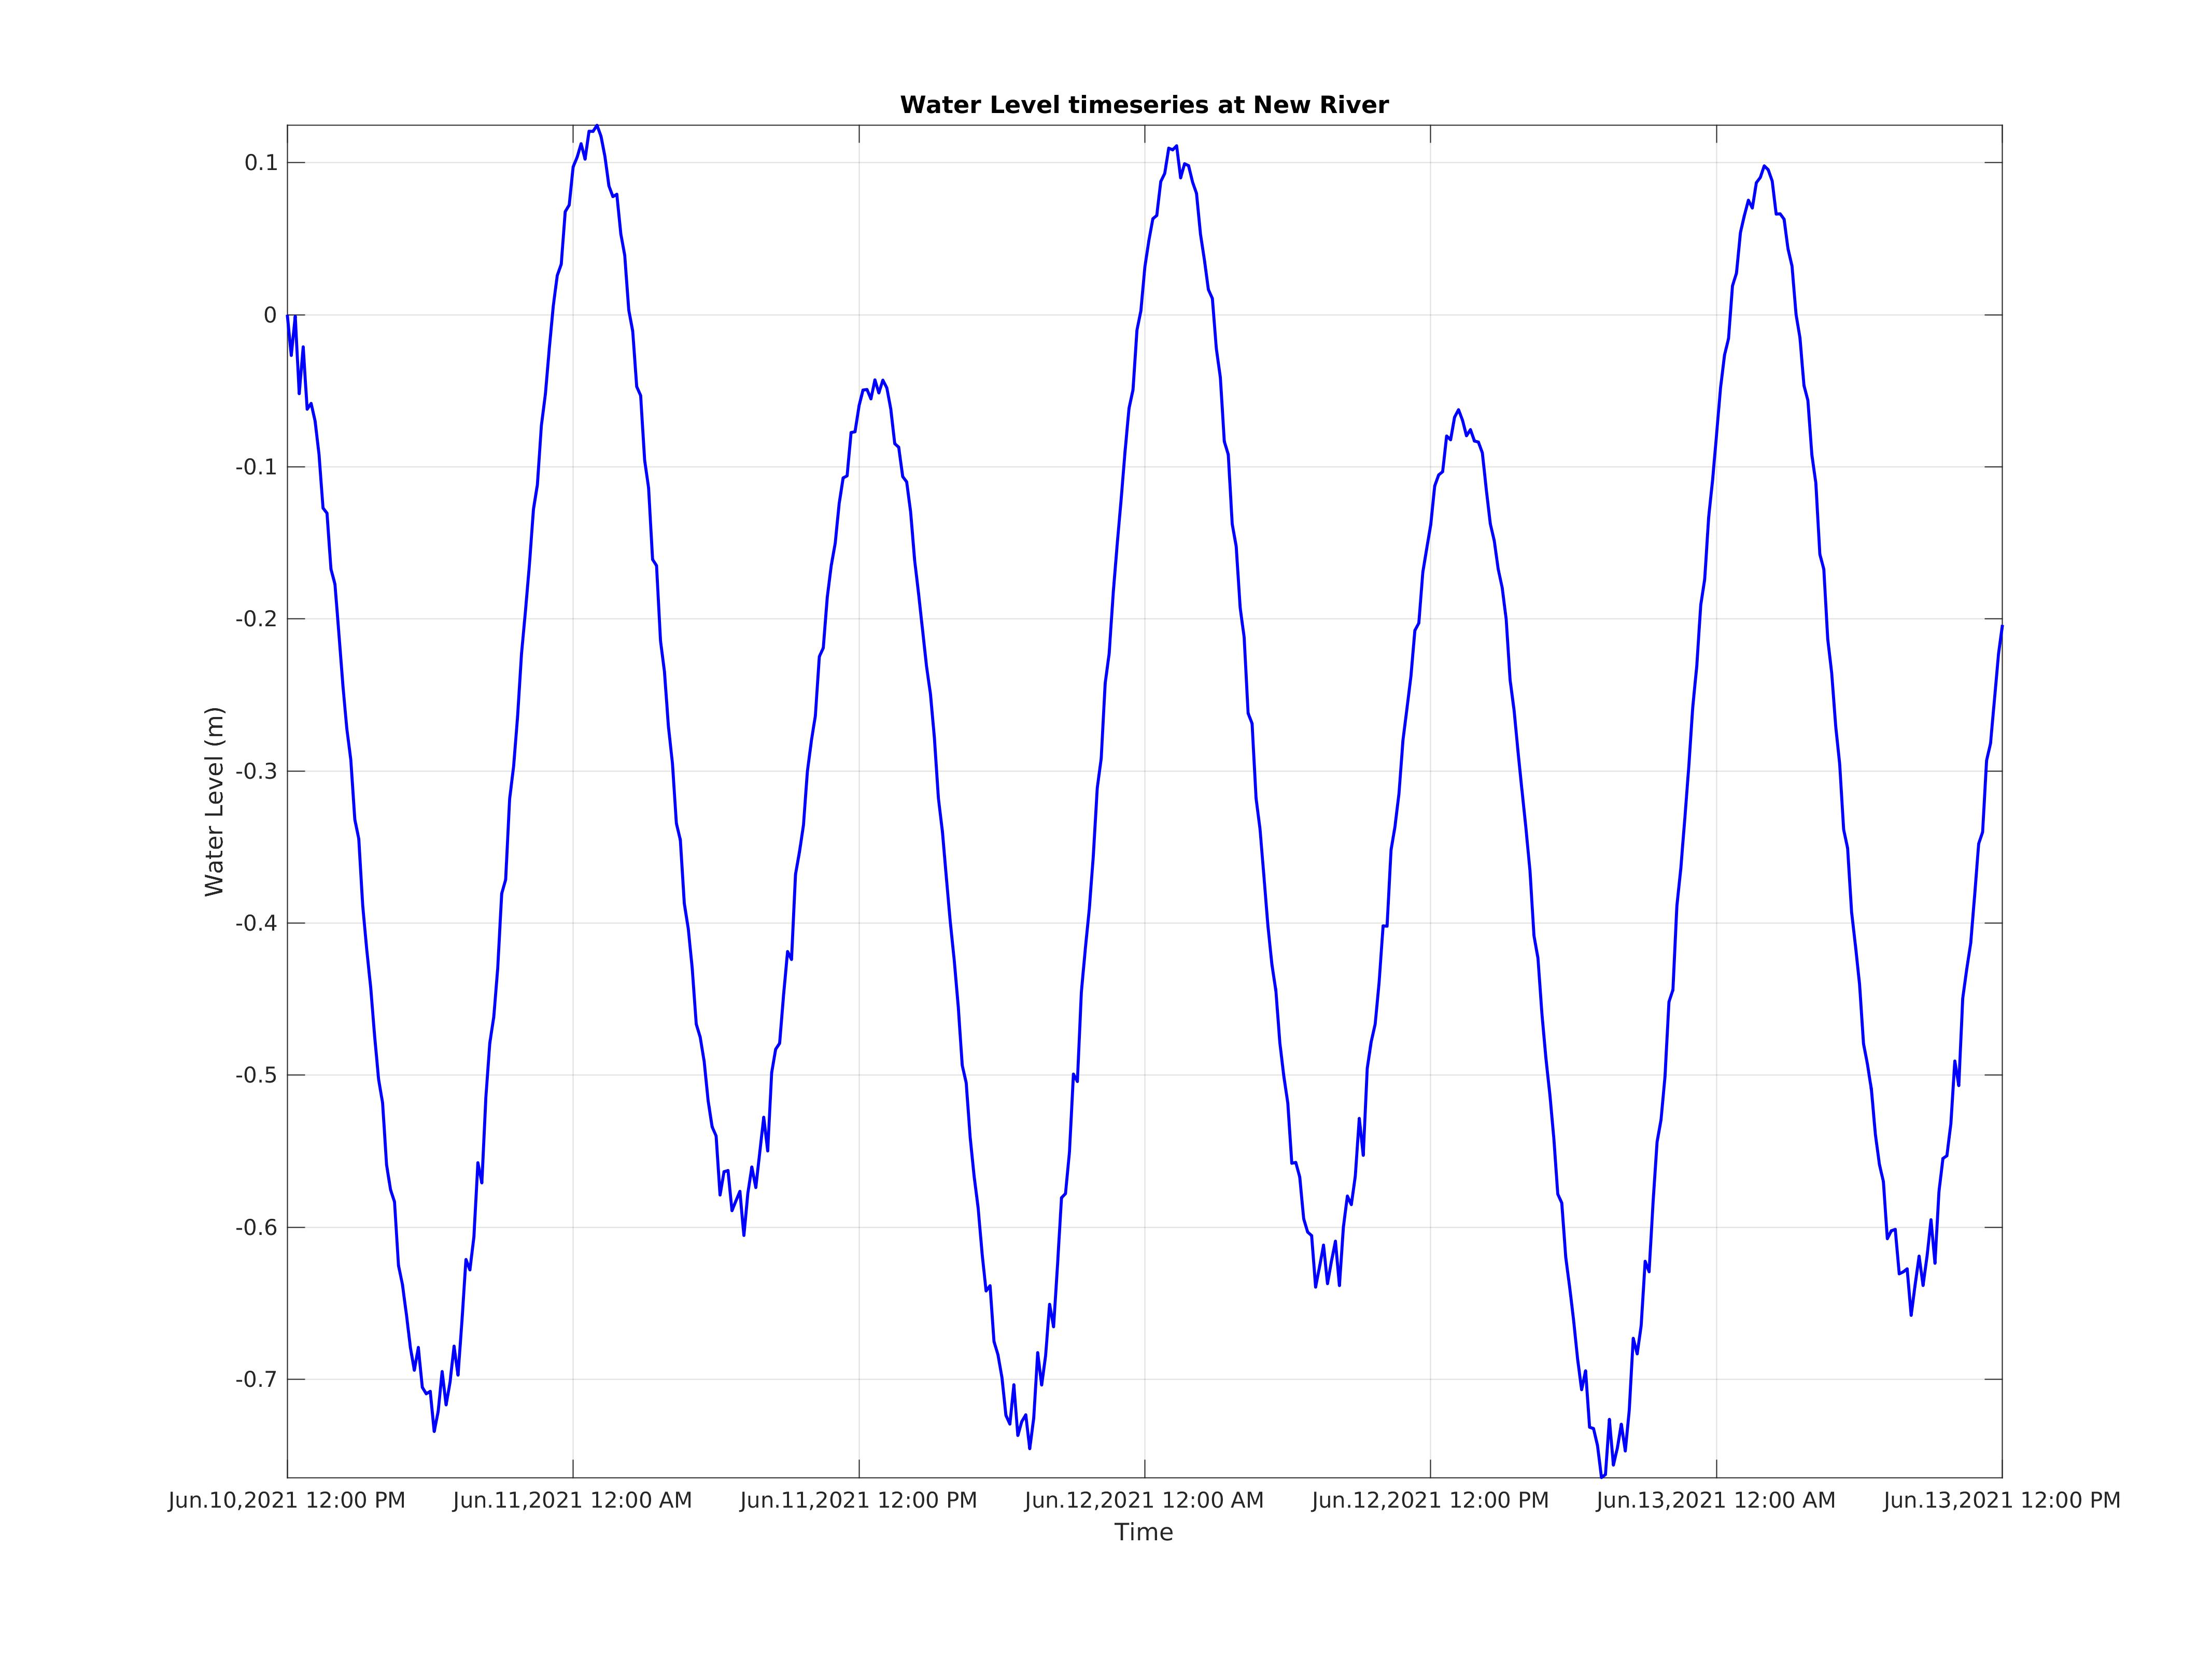 Water Level timeseries at New River
0.1
0
-0.1
-0.2
-0.3
-0.4
-0.5
-0.6
-0.7
Water Level (m)
Jun.10,2021 12:00 PM Jun.11,2021 12:00 AM Jun.11,2021 12:00 PM Jun.12,2021 12:00 AM Jun.12,2021 12:00 PM Jun.13,2021 12:00 AM Jun.13,2021 12:00 PM
Time